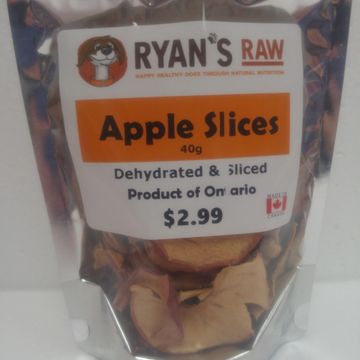 RYAN'S RAW
HAPPY HEALTHY DOGS THROUGH NATURAL NUTRITION
Apple Slices
40g
Dehydrated & Sliced
Product of Ontario
$2.99
MADE IN
CANADA